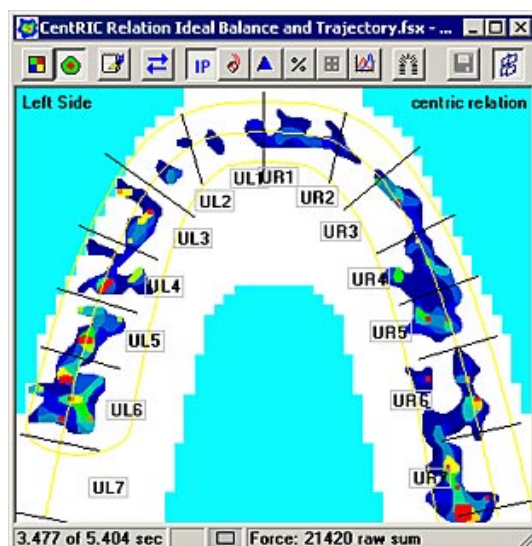 CentRIC Relation Ideal Balance and Trajectory.fsx - ...
IP %
Left Side centric relation
UL1 UR1
UL2 UR2
UL3 UR3
UL4 UR4
UL5 UR5
UL6 UR6
UL7 UR7
3.477 of 5.404 sec Force: 21420 raw sum